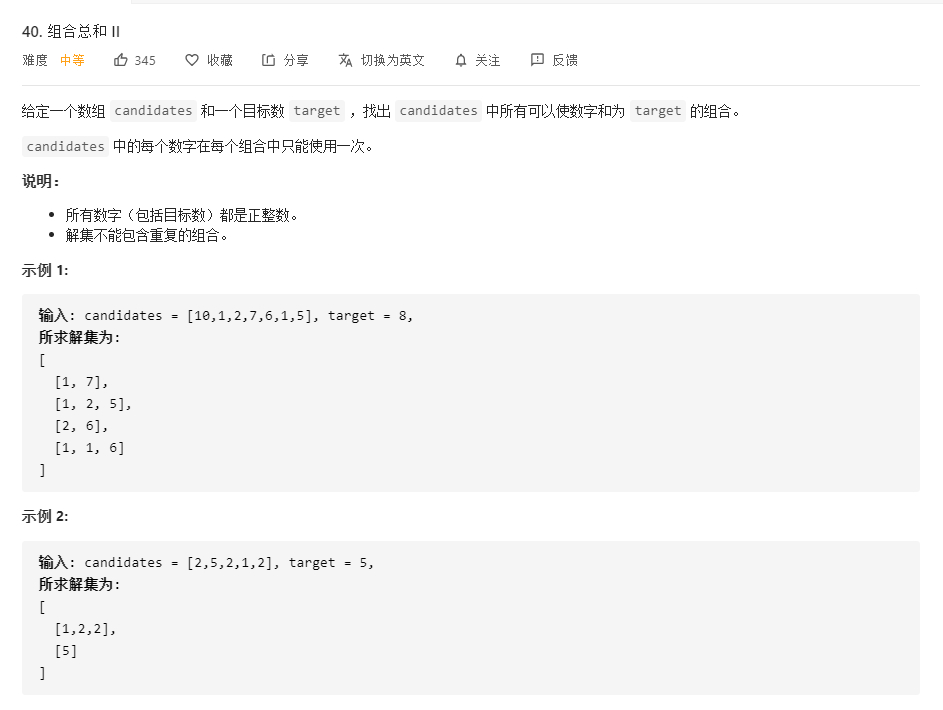 40. 组合总和 II
难度 中等 345 收藏 分享 切换为英文 关注 反馈
给定一个数组 candidates 和一个目标数 target ，找出 candidates 中所有可以使数字和为 target 的组合。
candidates 中的每个数字在每个组合中只能使用一次。
说明：
• 所有数字（包括目标数）都是正整数。
• 解集不能包含重复的组合。
示例 1:
输入: candidates = [10,1,2,7,6,1,5], target = 8,
所求解集为:
[
[1, 7],
[1, 2, 5],
[2, 6],
[1, 1, 6]
]
示例 2:
输入: candidates = [2,5,2,1,2], target = 5,
所求解集为:
[
[1,2,2],
[5]
]